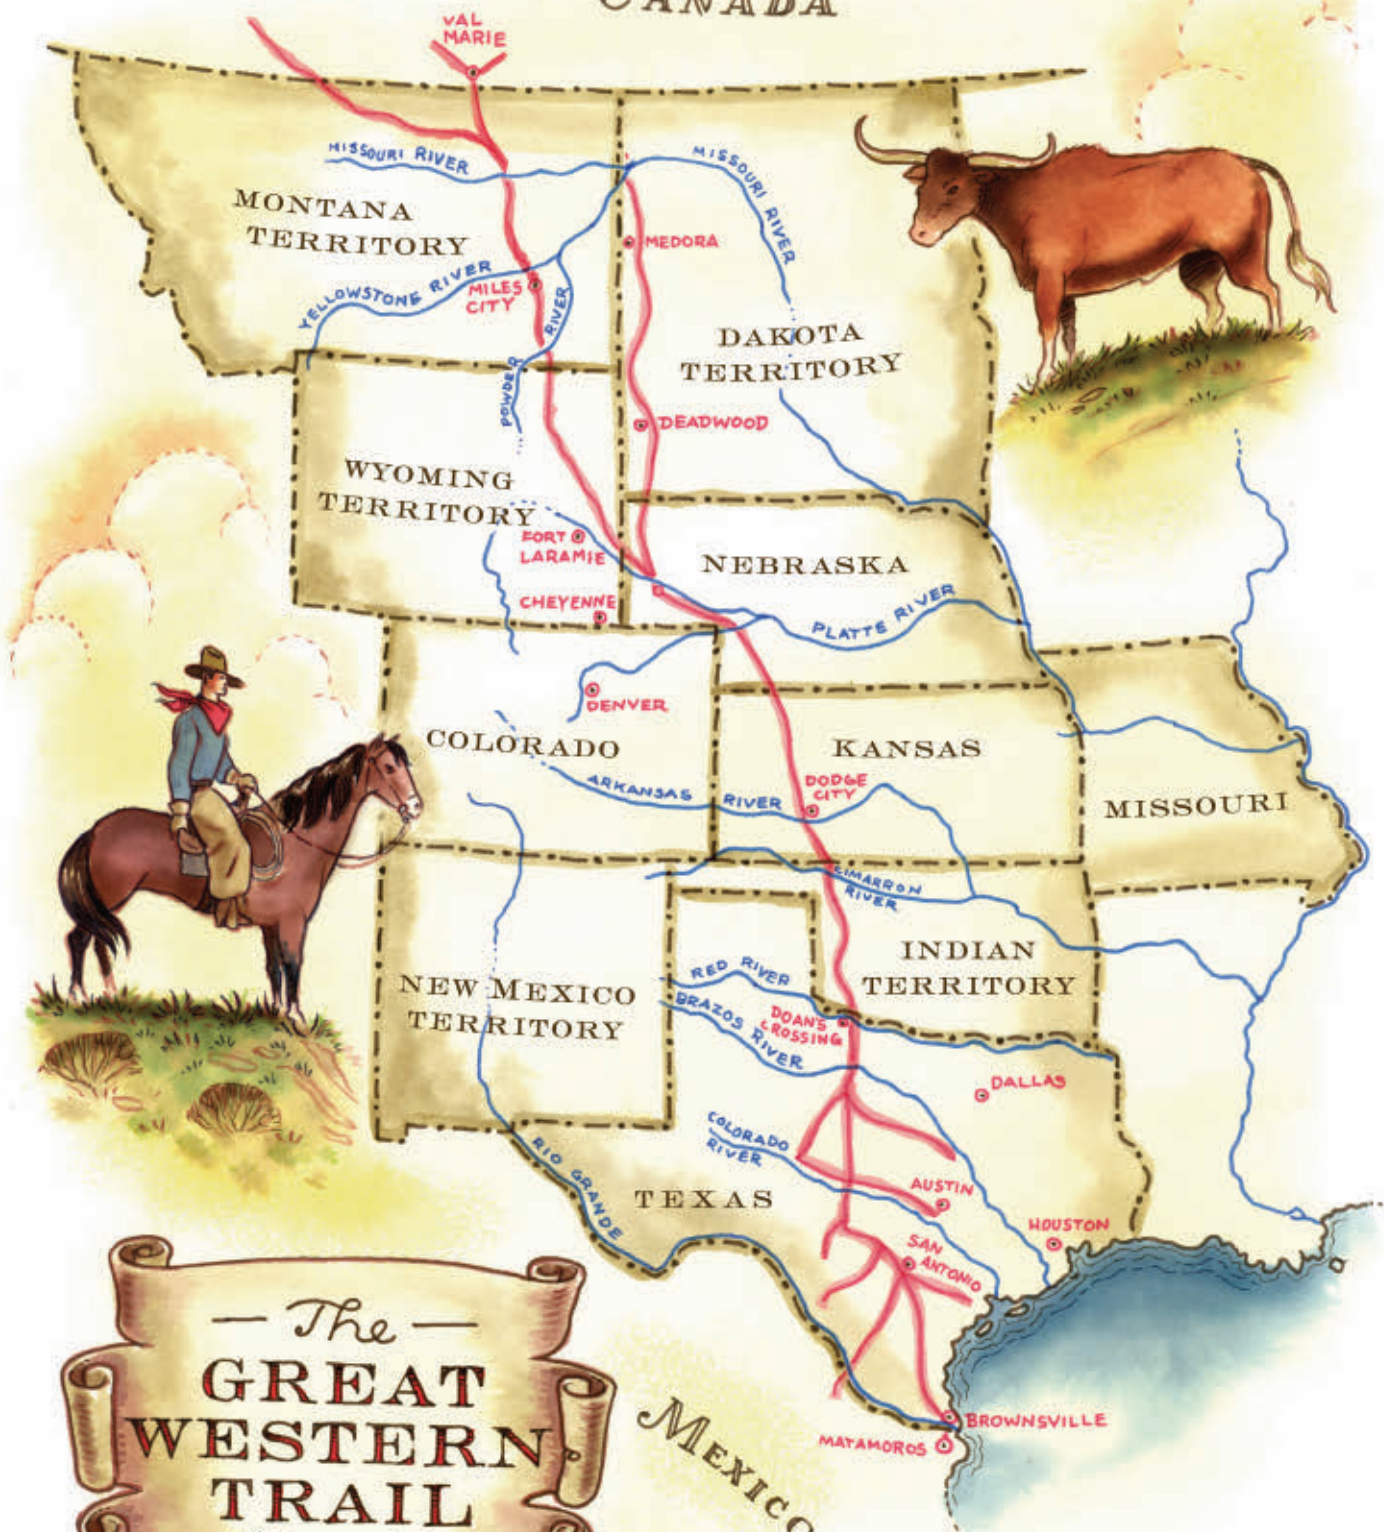 CANADA
VAL
MARIE
MISSOURI RIVER
MISSOURI RIVER
MONTANA
TERRITORY
MEDORA
YELLOWSTONE RIVER
MILES
CITY
POWDER RIVER
DAKOTA
TERRITORY
DEADWOOD
WYOMING
TERRITORY
FORT
LARAMIE
NEBRASKA
CHEYENNE
PLATTE RIVER
DENVER
COLORADO
KANSAS
ARKANSAS RIVER
DODGE
CITY
MISSOURI
CIMARRON
RIVER
INDIAN
TERRITORY
RED RIVER
NEW MEXICO
TERRITORY
BRAZOS RIVER
DOAN'S
CROSSING
DALLAS
COLORADO
RIVER
RIO GRANDE
TEXAS
AUSTIN
HOUSTON
SAN
ANTONIO
The
GREAT
WESTERN
TRAIL
MEXICO
BROWNSVILLE
MATAMOROS